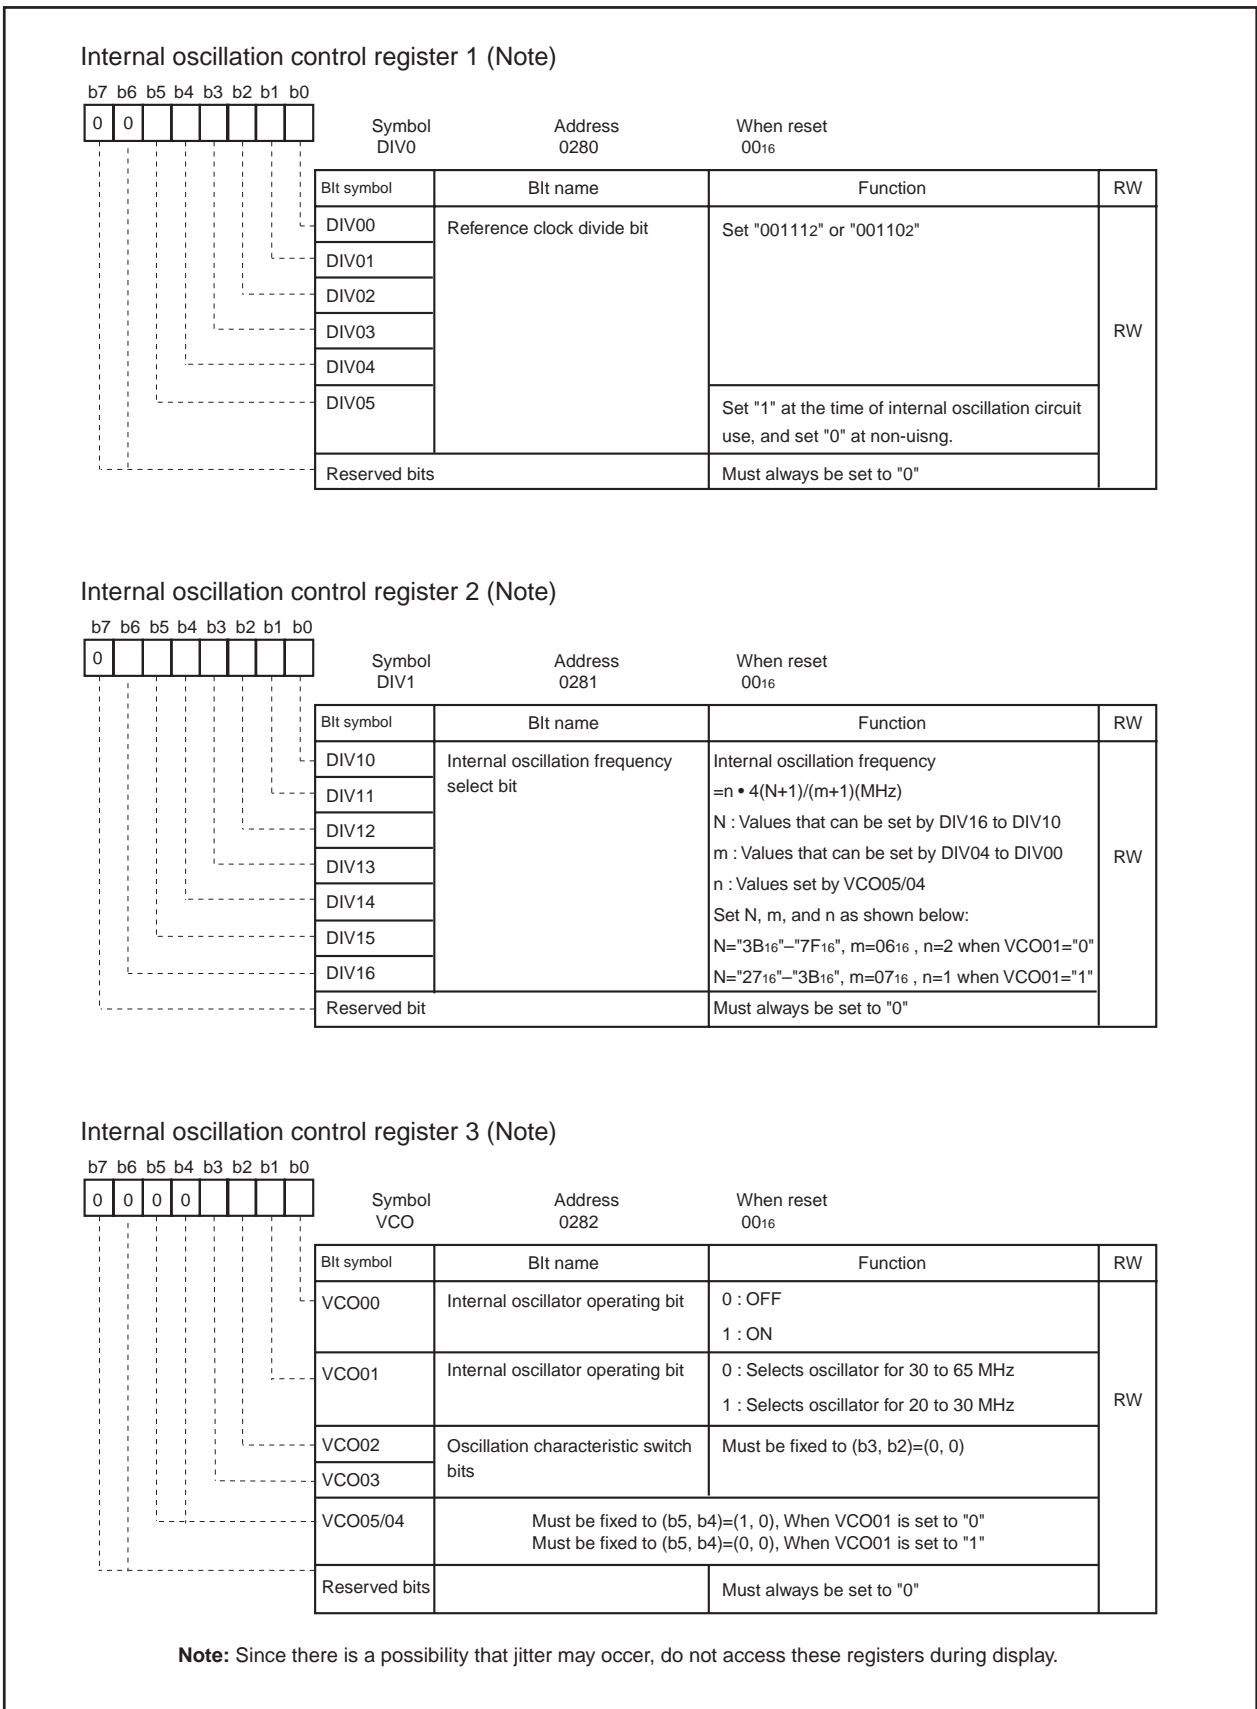 Internal oscillation control register 1 (Note)
b7 b6 b5 b4 b3 b2 b1 b0
0 0
Symbol Address When reset
DIV0 0280 0016
BIt symbol BIt name Function RW
DIV00 Reference clock divide bit Set "001112" or "001102"
DIV01
DIV02
DIV03 RW
DIV04
DIV05 Set "1" at the time of internal oscillation circuit
use, and set "0" at non-uisng.
Reserved bits Must always be set to "0"
Internal oscillation control register 2 (Note)
b7 b6 b5 b4 b3 b2 b1 b0
0
Symbol Address When reset
DIV1 0281 0016
BIt symbol BIt name Function RW
DIV10 Internal oscillation frequency Internal oscillation frequency
DIV11 select bit =n • 4(N+1)/(m+1)(MHz)
DIV12 N : Values that can be set by DIV16 to DIV10
DIV13 m : Values that can be set by DIV04 to DIV00 RW
n : Values set by VCO05/04
DIV14 Set N, m, and n as shown below:
DIV15 N="3B16"–"7F16", m=0616 , n=2 when VCO01="0"
DIV16 N="2716"–"3B16", m=0716 , n=1 when VCO01="1"
Reserved bit Must always be set to "0"
Internal oscillation control register 3 (Note)
b7 b6 b5 b4 b3 b2 b1 b0
0 0 0 0
Symbol Address When reset
VCO 0282 0016
BIt symbol BIt name Function RW
VCO00 Internal oscillator operating bit 0 : OFF
1 : ON
VCO01 Internal oscillator operating bit 0 : Selects oscillator for 30 to 65 MHz
1 : Selects oscillator for 20 to 30 MHz RW
VCO02 Oscillation characteristic switch Must be fixed to (b3, b2)=(0, 0)
VCO03 bits
VCO05/04 Must be fixed to (b5, b4)=(1, 0), When VCO01 is set to "0"
Must be fixed to (b5, b4)=(0, 0), When VCO01 is set to "1"
Reserved bits Must always be set to "0"
Note: Since there is a possibility that jitter may occer, do not access these registers during display.